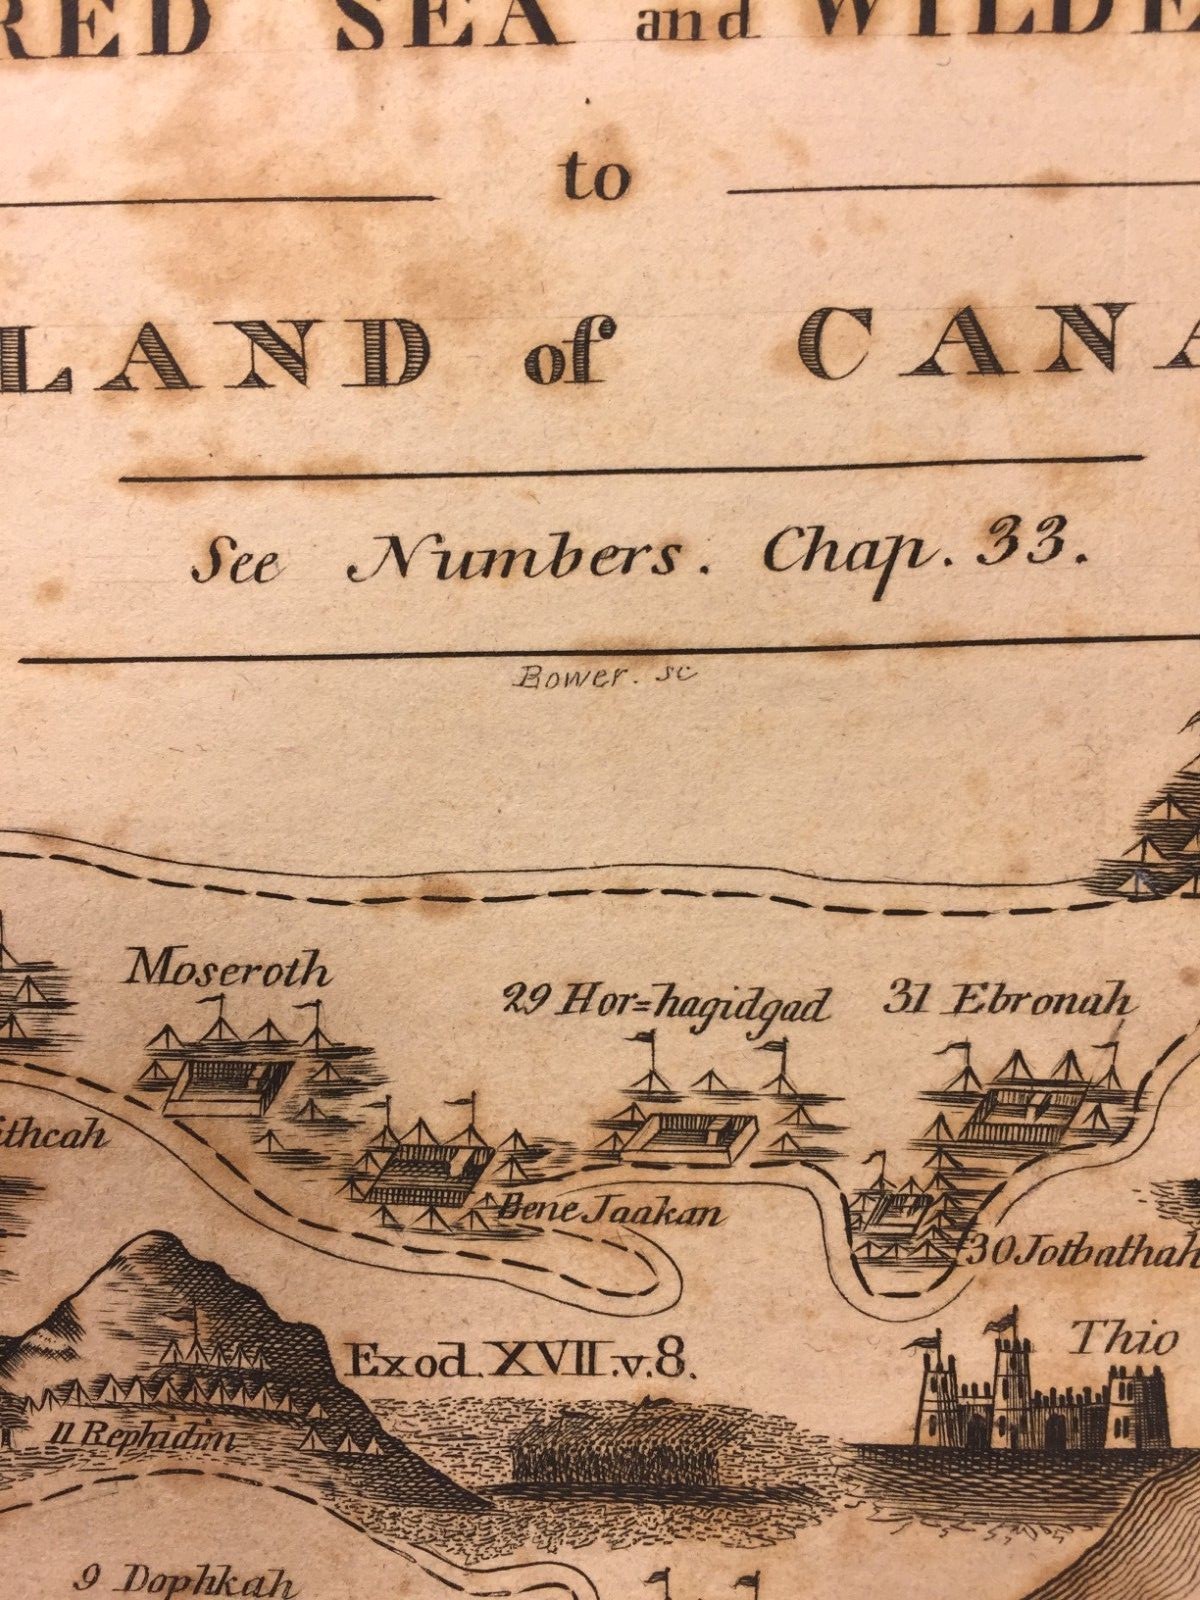 RED SEA and WILDE
to
LAND of CANA
See Numbers. Chap. 33.
Bower. sc
Moseroth
29 Hor=hagidgad
31 Ebronah
ithcah
Bene Jaakan
30 Jotbathah
Exod. XVII. v. 8.
Thio
11 Rephidim
9 Dophkah